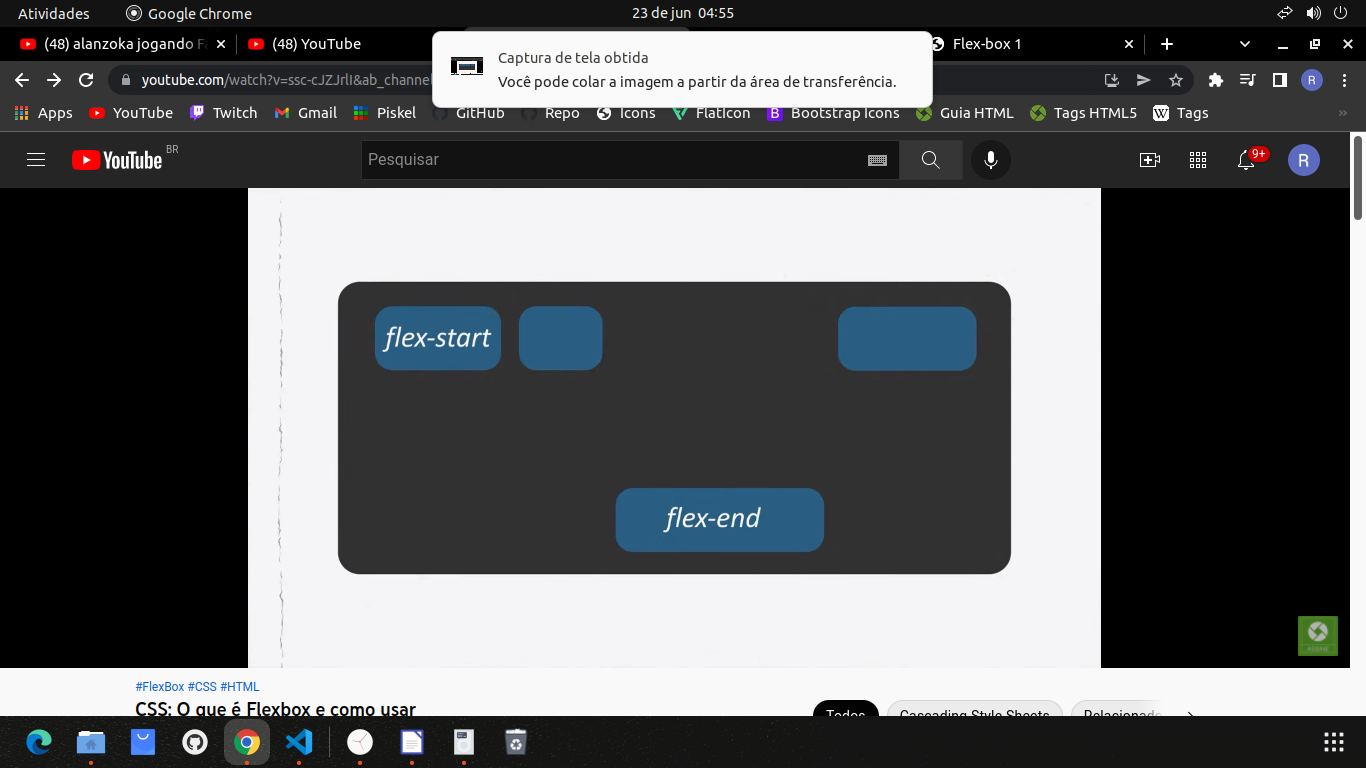 Atividades
Google Chrome
23 de jun 04:55
(48) alanzoka jogando Fa
(48) YouTube
Flex-box 1
Captura de tela obtida
Você pode colar a imagem a partir da área de transferência.
youtube.com/watch?v=ssc-cJZJrlI&ab_channel
R
Apps
YouTube
Twitch
Gmail
Piskel
GitHub
Repo
Icons
FlatIcon
Bootstrap Icons
Guia HTML
Tags HTML5
Tags
YouTube BR
Pesquisar
9+
R
flex-start
flex-end
#FlexBox #CSS #HTML
CSS: O que é Flexbox e como usar
Todos
Cascading Style Sheets
Relacionado